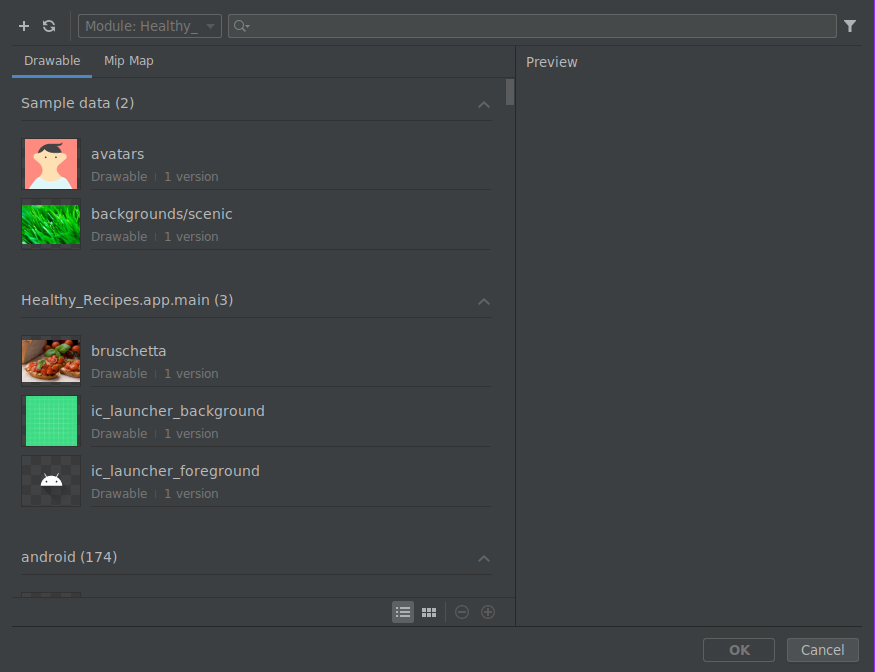 Module: Healthy_
Drawable Mip Map
Preview
Sample data (2)
avatars
Drawable | 1 version
backgrounds/scenic
Drawable | 1 version
Healthy_Recipes.app.main (3)
bruschetta
Drawable | 1 version
ic_launcher_background
Drawable | 1 version
ic_launcher_foreground
Drawable | 1 version
android (174)
OK Cancel